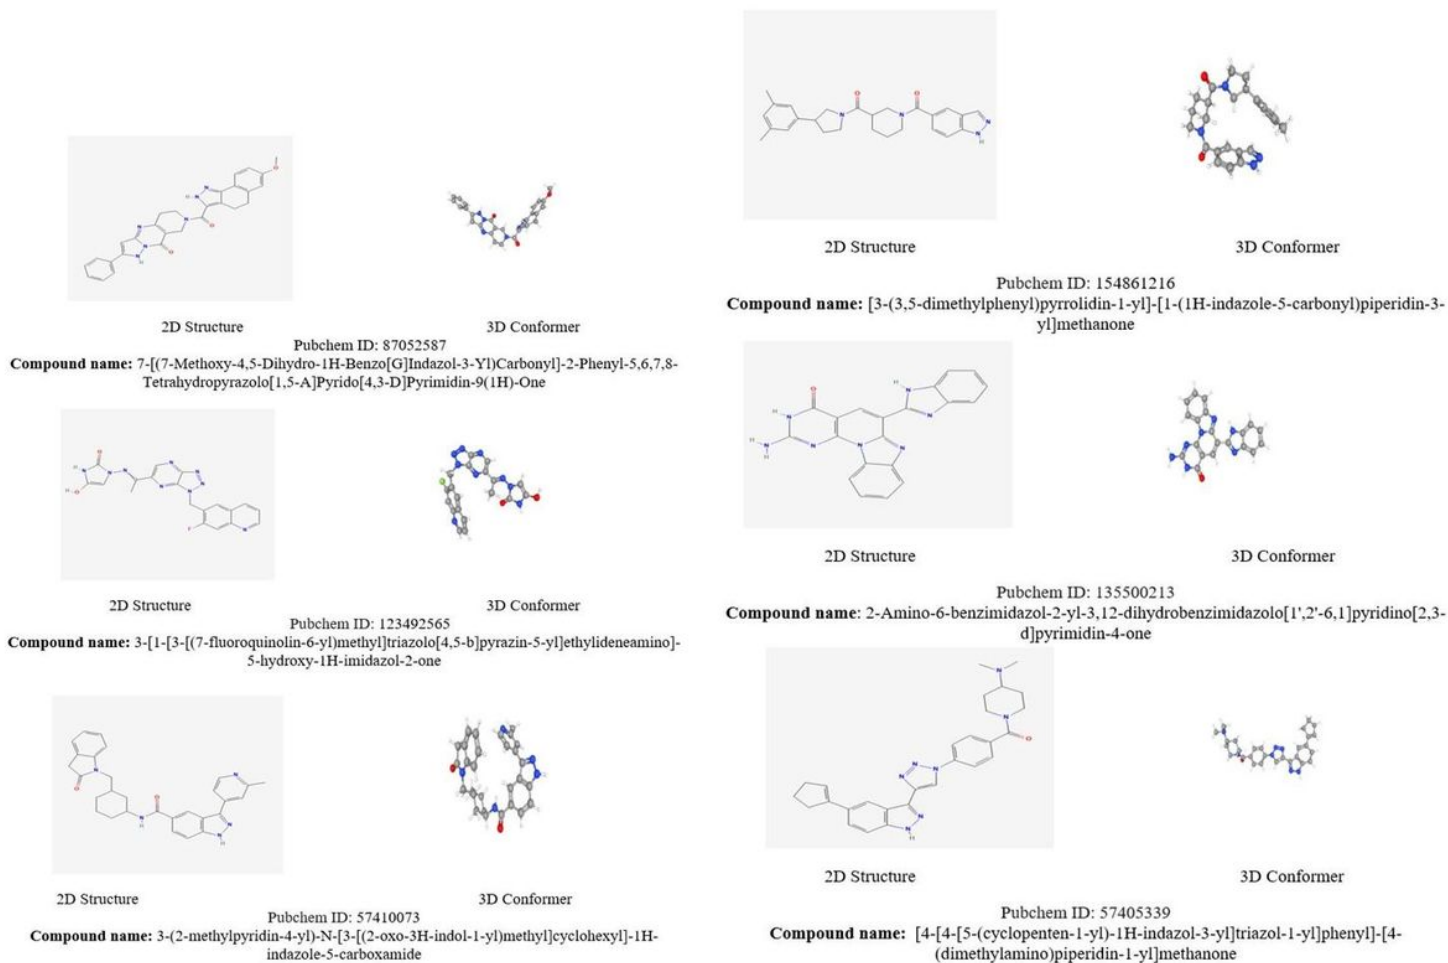 2D Structure
3D Conformer
Pubchem ID: 87052587
Compound name: 7-[(7-Methoxy-4,5-Dihydro-1H-Benzo[G]Indazol-3-Yl)Carbonyl]-2-Phenyl-5,6,7,8-
Tetrahydropyrazolo[1,5-A]Pyrido[4,3-D]Pyrimidin-9(1H)-One
2D Structure
3D Conformer
Pubchem ID: 123492565
Compound name: 3-[1-[3-[(7-fluoroquinolin-6-yl)methyl]triazolo[4,5-b]pyrazin-5-yl]ethylideneamino]-
5-hydroxy-1H-imidazol-2-one
2D Structure
3D Conformer
Pubchem ID: 57410073
Compound name: 3-(2-methylpyridin-4-yl)-N-[3-[(2-oxo-3H-indol-1-yl)methyl]cyclohexyl]-1H-
indazole-5-carboxamide
2D Structure
3D Conformer
Pubchem ID: 154861216
Compound name: [3-(3,5-dimethylphenyl)pyrrolidin-1-yl]-[1-(1H-indazole-5-carbonyl)piperidin-3-
yl]methanone
2D Structure
3D Conformer
Pubchem ID: 135500213
Compound name: 2-Amino-6-benzimidazol-2-yl-3,12-dihydrobenzimidazolo[1',2'-6,1]pyridino[2,3-
d]pyrimidin-4-one
2D Structure
3D Conformer
Pubchem ID: 57405339
Compound name: [4-[4-[5-(cyclopenten-1-yl)-1H-indazol-3-yl]triazol-1-yl]phenyl]-[4-
(dimethylamino)piperidin-1-yl]methanone